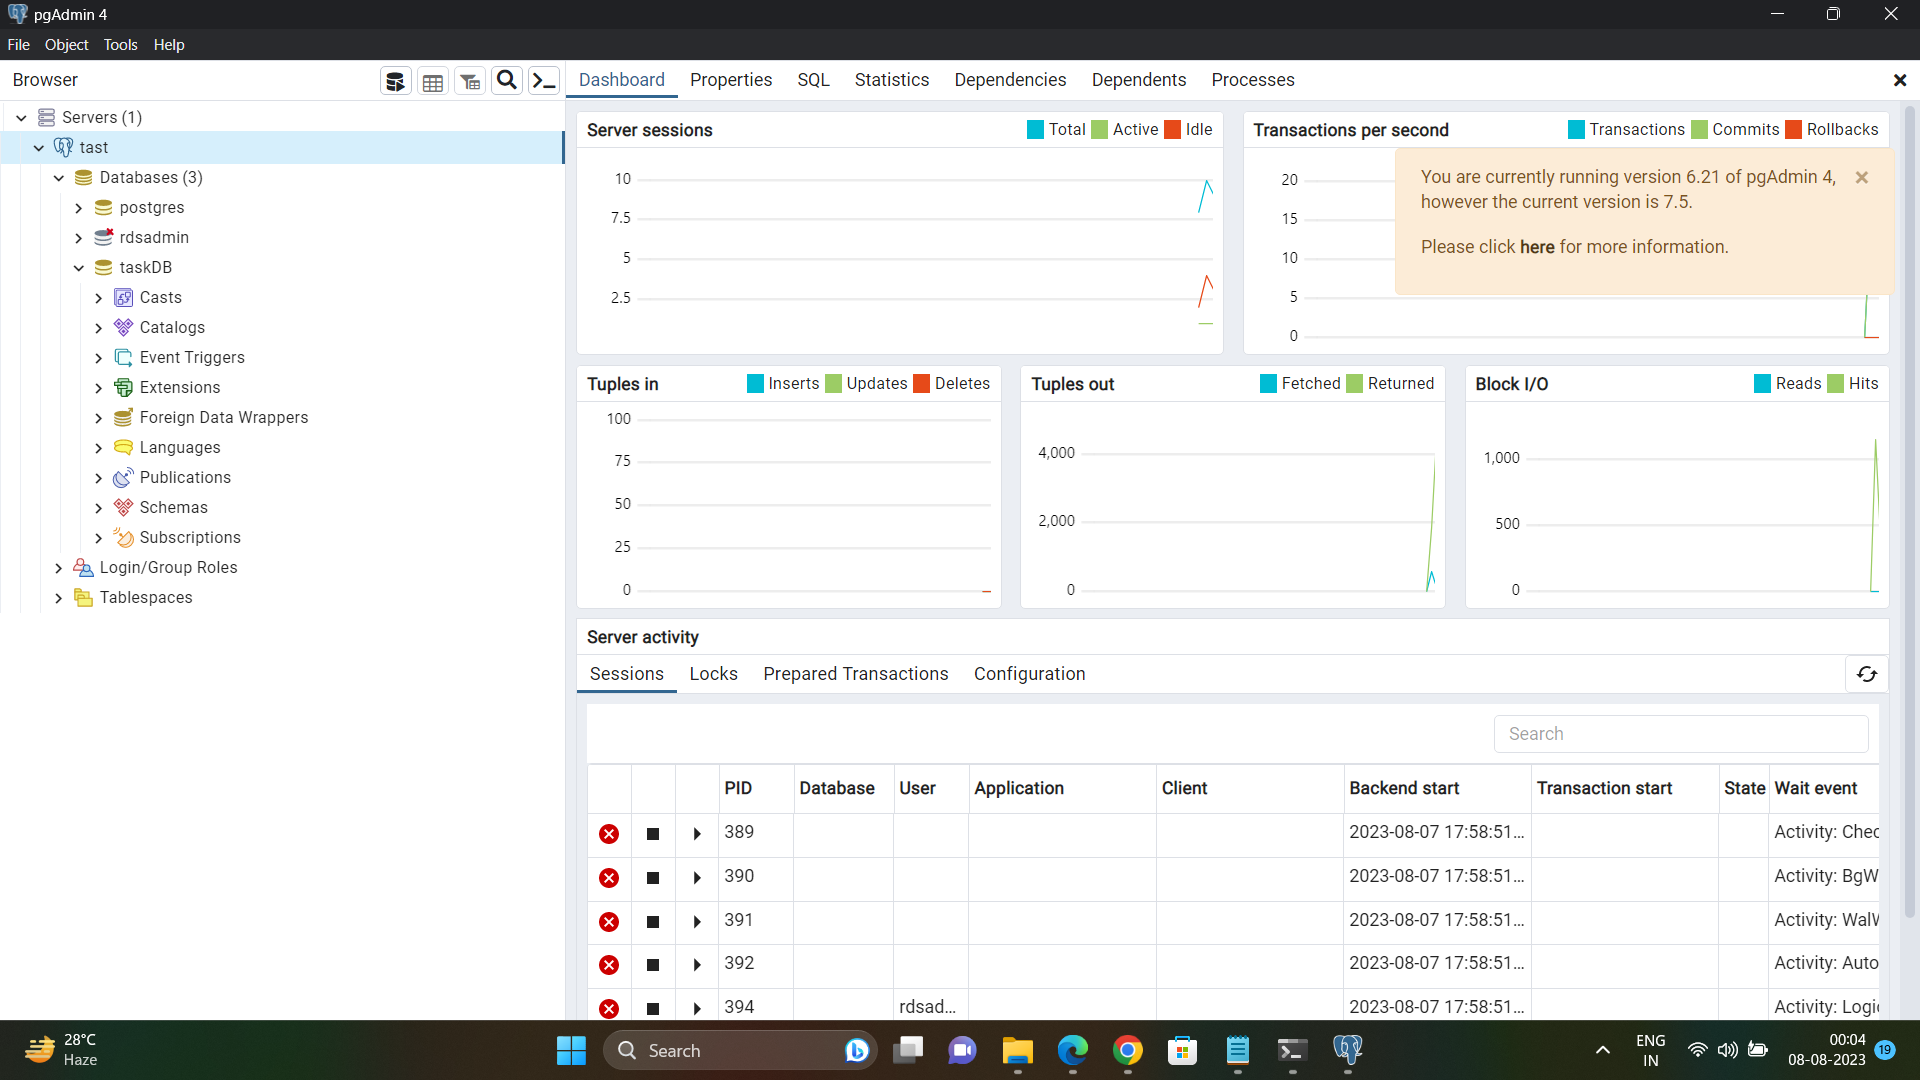 pgAdmin 4
File Object Tools Help
Browser
Dashboard Properties SQL Statistics Dependencies Dependents Processes
Servers (1)
tast
Databases (3)
postgres
rdsadmin
taskDB
Casts
Catalogs
Event Triggers
Extensions
Foreign Data Wrappers
Languages
Publications
Schemas
Subscriptions
Login/Group Roles
Tablespaces
Server sessions
Total Active Idle
10
7.5
5
2.5
Transactions per second
Transactions Commits Rollbacks
20
15
10
5
0
You are currently running version 6.21 of pgAdmin 4,
however the current version is 7.5.
Please click here for more information.
Tuples in
Inserts Updates Deletes
100
75
50
25
0
Tuples out
Fetched Returned
4,000
2,000
0
Block I/O
Reads Hits
1,000
500
0
Server activity
Sessions Locks Prepared Transactions Configuration
Search
PID Database User Application Client Backend start Transaction start State Wait event
389 2023-08-07 17:58:51... Activity: Chec
390 2023-08-07 17:58:51... Activity: BgW
391 2023-08-07 17:58:51... Activity: WalW
392 2023-08-07 17:58:51... Activity: Auto
394 rdsad... 2023-08-07 17:58:51... Activity: Logi
28°C
Haze
Search
ENG
IN
00:04
08-08-2023
19